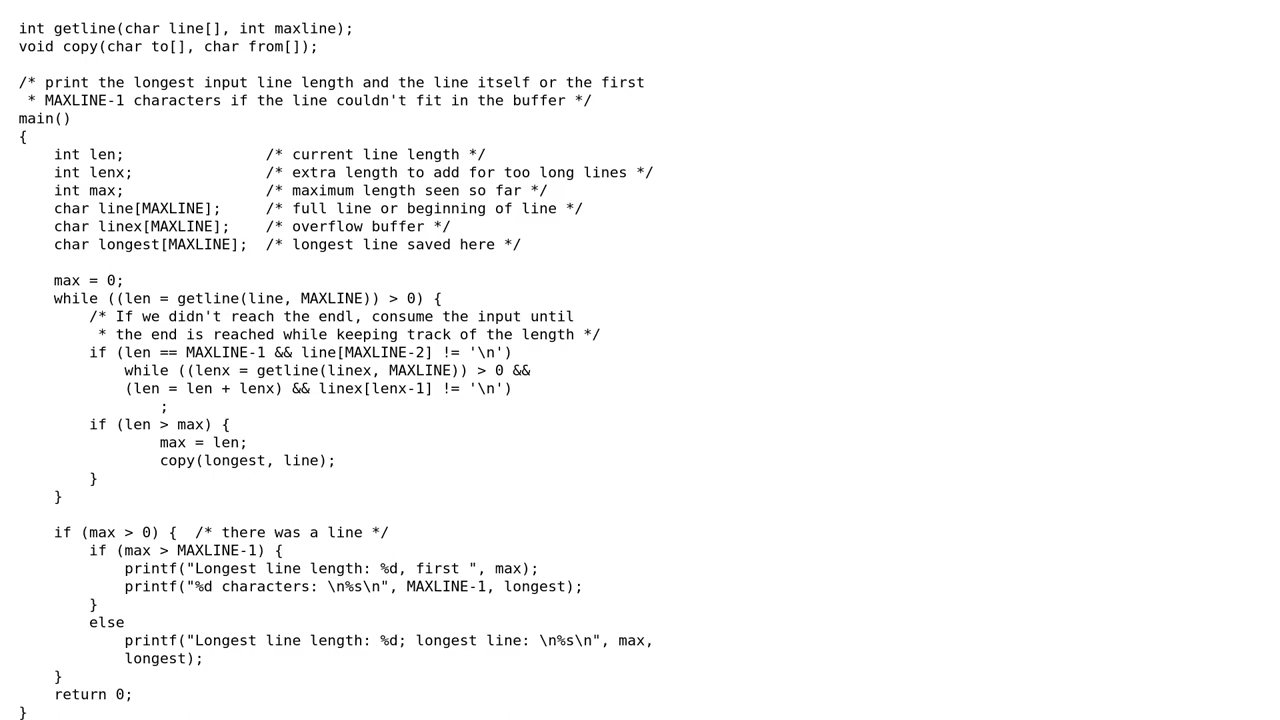 int getline(char line[], int maxline);
void copy(char to[], char from[]);

/* print the longest input line length and the line itself or the first
 * MAXLINE-1 characters if the line couldn't fit in the buffer */
main()
{
    int len;                /* current line length */
    int lenx;               /* extra length to add for too long lines */
    int max;                /* maximum length seen so far */
    char line[MAXLINE];     /* full line or beginning of line */
    char linex[MAXLINE];    /* overflow buffer */
    char longest[MAXLINE];  /* longest line saved here */

    max = 0;
    while ((len = getline(line, MAXLINE)) > 0) {
        /* If we didn't reach the endl, consume the input until
         * the end is reached while keeping track of the length */
        if (len == MAXLINE-1 && line[MAXLINE-2] != '\n')
            while ((lenx = getline(linex, MAXLINE)) > 0 &&
            (len = len + lenx) && linex[lenx-1] != '\n')
                ;
        if (len > max) {
                max = len;
                copy(longest, line);
        }
    }

    if (max > 0) {  /* there was a line */
        if (max > MAXLINE-1) {
            printf("Longest line length: %d, first ", max);
            printf("%d characters: \n%s\n", MAXLINE-1, longest);
        }
        else
            printf("Longest line length: %d; longest line: \n%s\n", max,
            longest);
    }
    return 0;
}